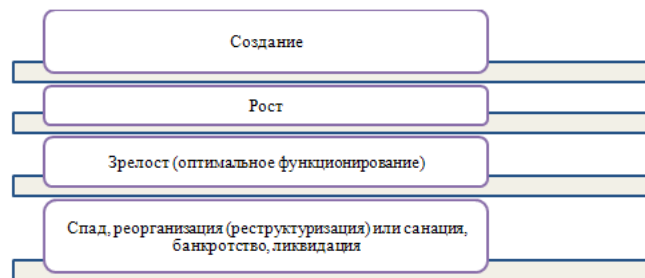 Создание
Рост
Зрелост (оптимальное функционирование)
Спад, реорганизация (реструктуризация) или санация,
банкротство, ликвидация